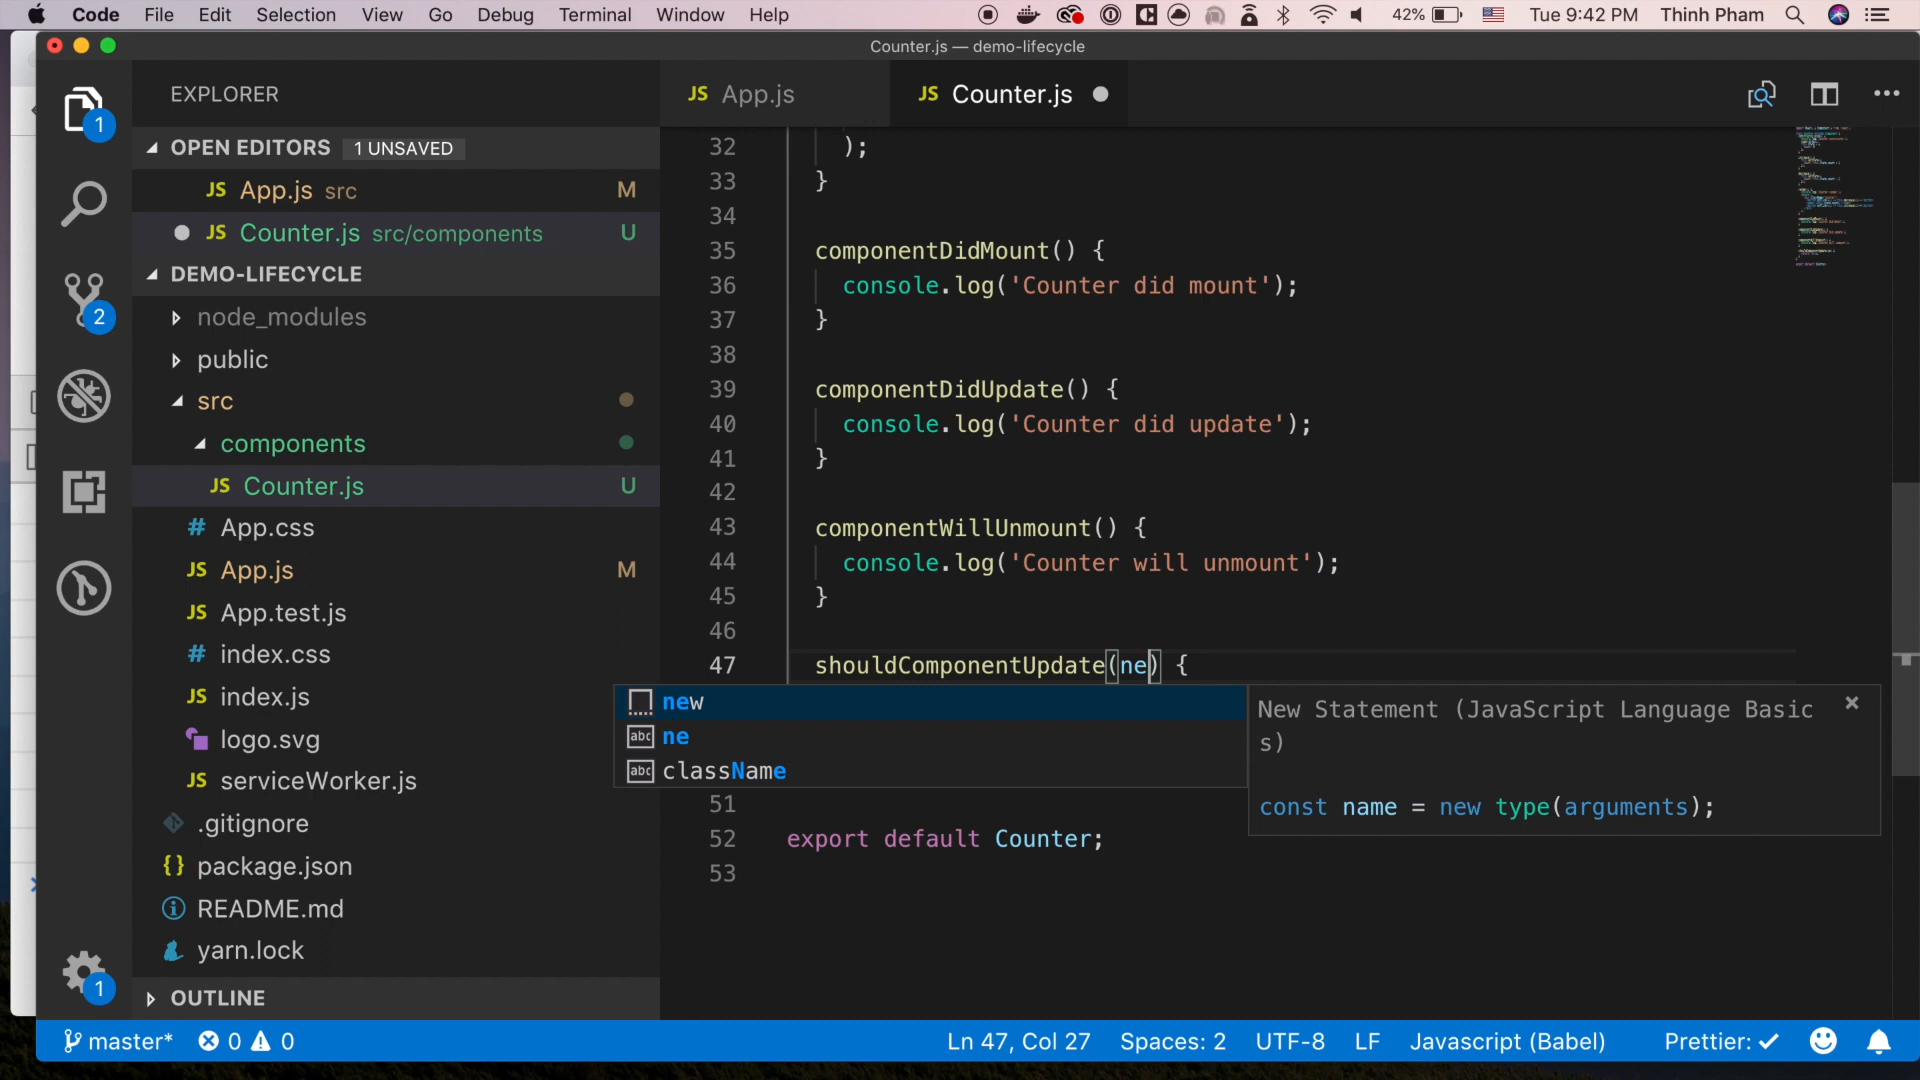 Code File Edit Selection View Go Debug Terminal Window Help 42% Tue 9:42 PM Thinh Pham
Counter.js — demo-lifecycle
EXPLORER
OPEN EDITORS 1 UNSAVED
JS App.js src M
JS Counter.js src/components U
DEMO-LIFECYCLE
node_modules
public
src
components
JS Counter.js U
# App.css
JS App.js M
JS App.test.js
# index.css
JS index.js
logo.svg
JS serviceWorker.js
.gitignore
{} package.json
README.md
yarn.lock
OUTLINE
1
2
1
JS App.js JS Counter.js
32 );
33 }
34
35 componentDidMount() {
36 console.log('Counter did mount');
37 }
38
39 componentDidUpdate() {
40 console.log('Counter did update');
41 }
42
43 componentWillUnmount() {
44 console.log('Counter will unmount');
45 }
46
47 shouldComponentUpdate(ne) {
new
abc ne
abc className
New Statement (JavaScript Language Basic
s)
const name = new type(arguments);
51
52 export default Counter;
53
master* 0 0 Ln 47, Col 27 Spaces: 2 UTF-8 LF Javascript (Babel) Prettier: ✓